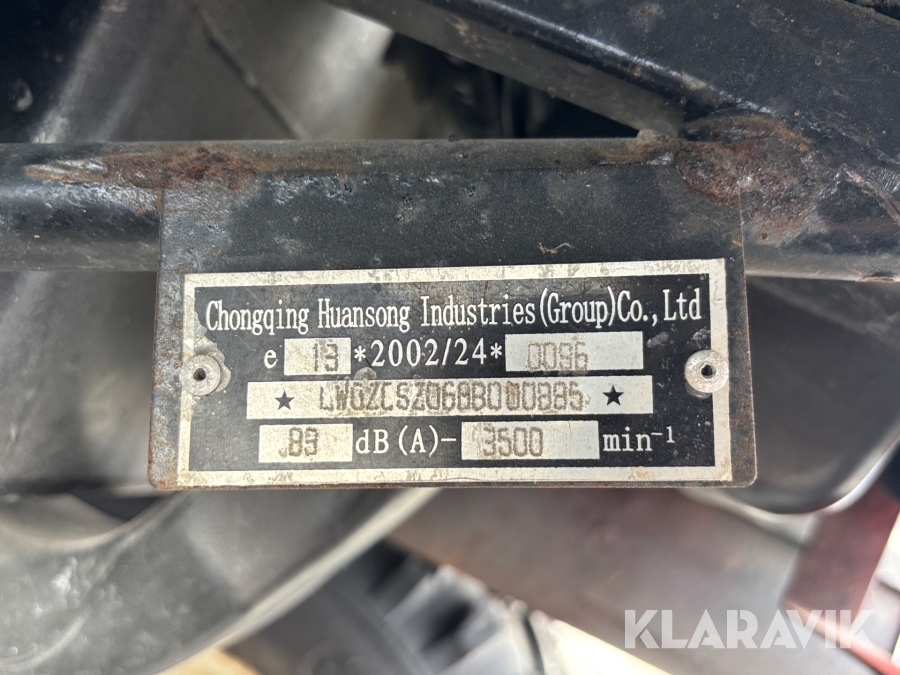 Chongqing Huansong Industries(Group)Co.,Ltd
e 13 *2002/24* 0096
★ LWGZCSZ068B000885 ★
83 dB(A)- 3500 min⁻¹
KLARAVIK